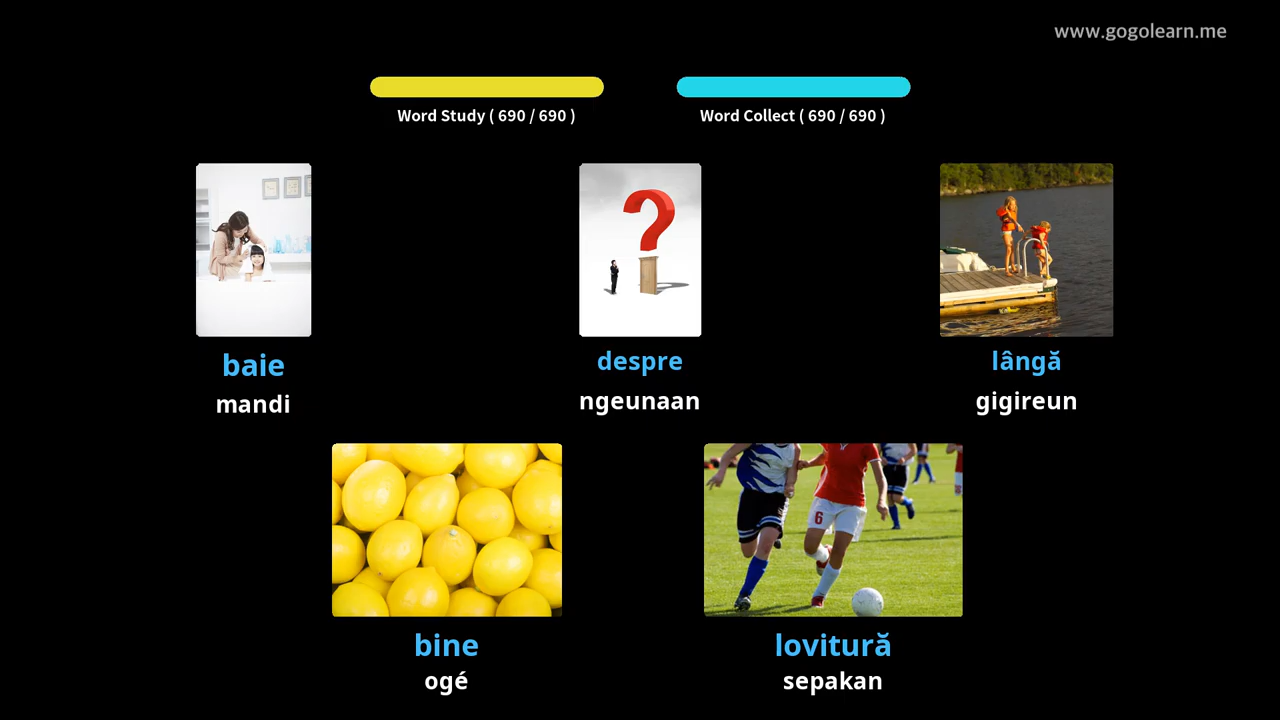 www.gogolearn.me
Word Study ( 690 / 690 )
Word Collect ( 690 / 690 )
baie
mandi
despre
ngeunaan
lângă
gigireun
bine
ogé
lovitură
sepakan
6